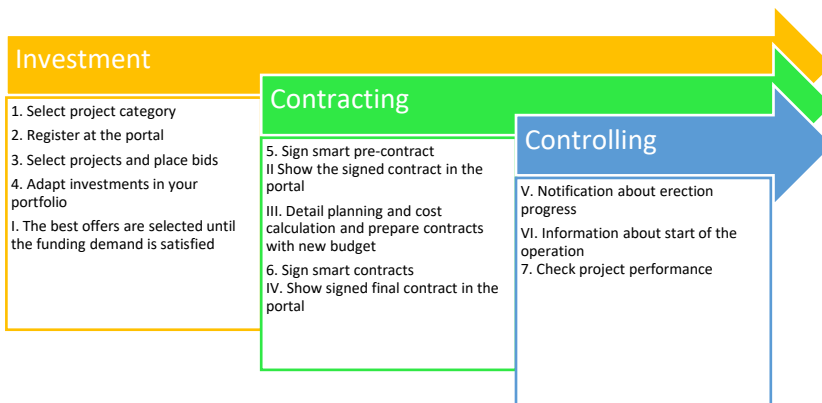 Investment
1. Select project category
2. Register at the portal
3. Select projects and place bids
4. Adapt investments in your
portfolio
I. The best offers are selected until
the funding demand is satisfied
Contracting
5. Sign smart pre-contract
II Show the signed contract in the
portal
III. Detail planning and cost
calculation and prepare contracts
with new budget
6. Sign smart contracts
IV. Show signed final contract in the
portal
Controlling
V. Notification about erection
progress
VI. Information about start of the
operation
7. Check project performance